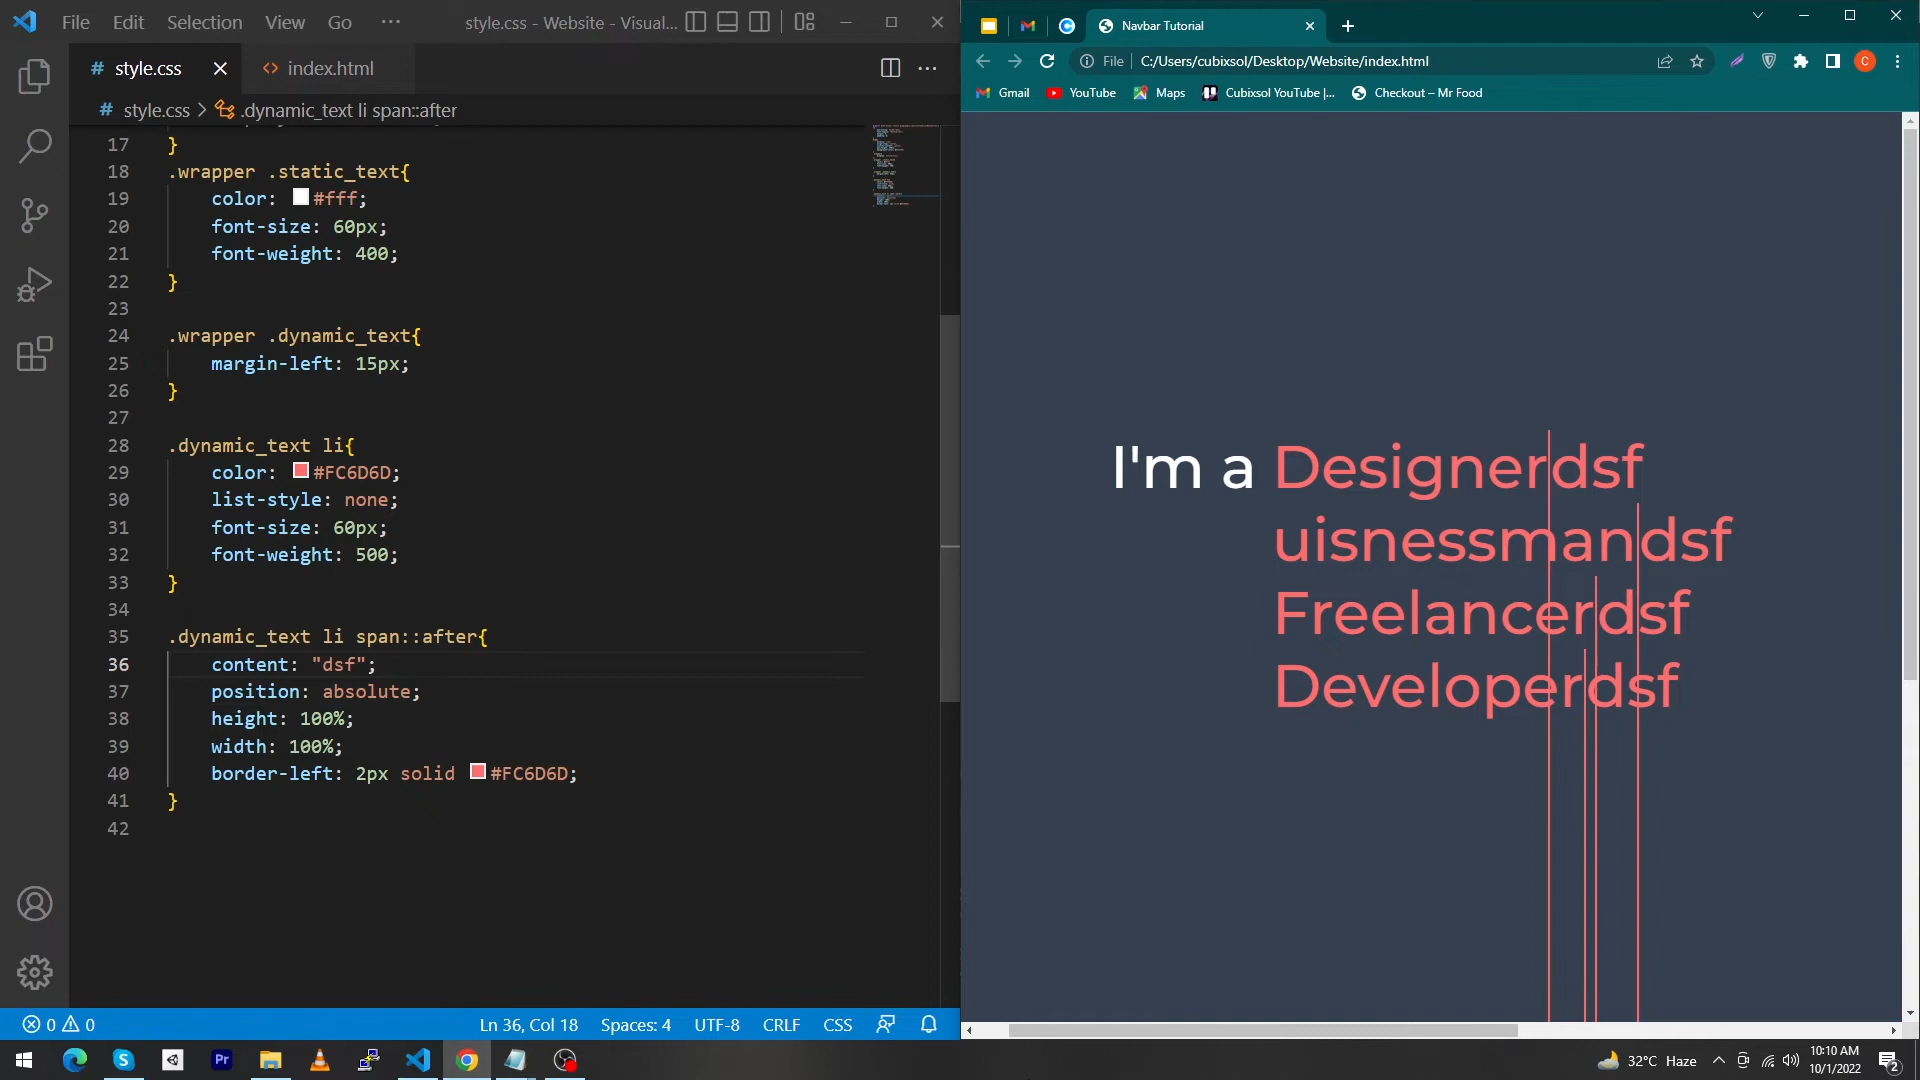 File Edit Selection View Go ··· style.css - Website - Visual...
# style.css index.html
# style.css > .dynamic_text li span::after
17 }
18 .wrapper .static_text{
19 color: #fff;
20 font-size: 60px;
21 font-weight: 400;
22 }
23
24 .wrapper .dynamic_text{
25 margin-left: 15px;
26 }
27
28 .dynamic_text li{
29 color: #FC6D6D;
30 list-style: none;
31 font-size: 60px;
32 font-weight: 500;
33 }
34
35 .dynamic_text li span::after{
36 content: "dsf";
37 position: absolute;
38 height: 100%;
39 width: 100%;
40 border-left: 2px solid #FC6D6D;
41 }
42
0 0 Ln 36, Col 18 Spaces: 4 UTF-8 CRLF CSS
Navbar Tutorial
File C:/Users/cubixsol/Desktop/Website/index.html C
Gmail YouTube Maps Cubixsol YouTube |... Checkout – Mr Food
I'm a Designerdsf
uisnessmandsf
Freelancerdsf
Developerdsf
S Pr 32°C Haze 10:10 AM
10/1/2022 2